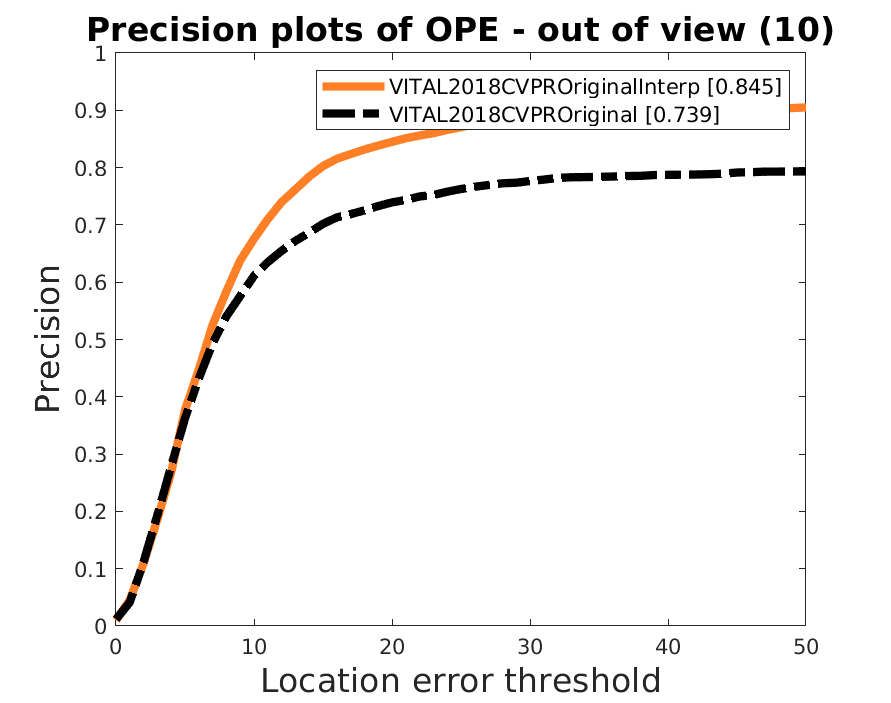 Precision plots of OPE - out of view (10)
VITAL2018CVPROriginalInterp [0.845]
VITAL2018CVPROriginal [0.739]
1
0.9
0.8
0.7
0.6
0.5
0.4
0.3
0.2
0.1
0
Precision
0 10 20 30 40 50
Location error threshold